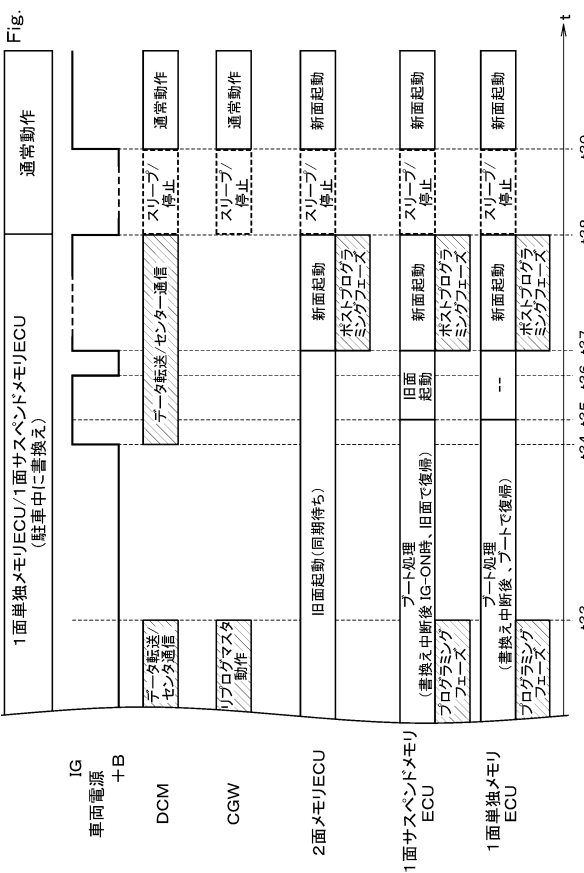 Fig.
1面単独メモリECU/1面サスペンドメモリECU
(駐車中に書換え)
通常動作
IG
車両電源
+B
DCM
データ転送/
センタ通信
データ転送/センター通信
スリープ/
停止
通常動作
CGW
リプログマスタ
動作
スリープ/
停止
通常動作
2面メモリECU
旧面起動(同期待ち)
新面起動
ポストプログラ
ミングフェーズ
スリープ/
停止
新面起動
1面サスペンドメモリ
ECU
ブート処理
(書換え中断後 IG-ON時、旧面で復帰)
プログラミング
フェーズ
旧面
起動
新面起動
ポストプログラ
ミングフェーズ
スリープ/
停止
新面起動
1面単独メモリ
ECU
ブート処理
(書換え中断後、ブートで復帰)
プログラミング
フェーズ
--
新面起動
ポストプログラ
ミングフェーズ
スリープ/
停止
新面起動
t33
t34
t35
t36
t37
t38
t39
t